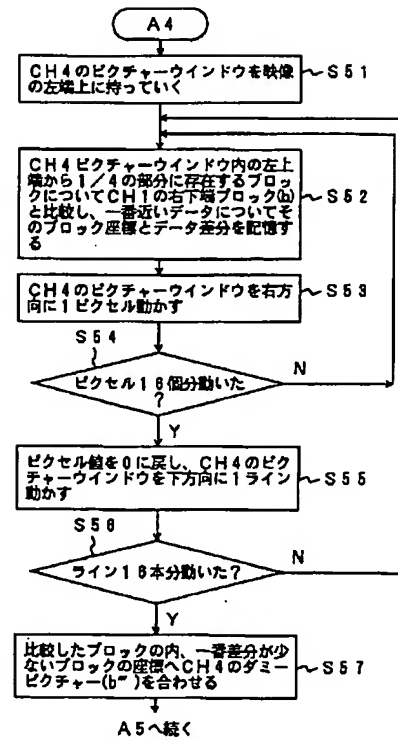 A4
CH4のピクチャーウインドウを映像
の左端上に持っていく
S51
CH4ピクチャーウインドウ内の左上
端から1/4の部分に存在するブロッ
クについてCH1の右下端ブロック(b)
と比較し、一番近いデータについてそ
のブロック座標とデータ差分を記憶す
る
S52
CH4のピクチャーウインドウを右方
向に1ピクセル動かす
S53
S54
ピクセル16個分動いた
?
N
Y
ピクセル値を0に戻し、CH4のピク
チャーウインドウを下方向に1ライン
動かす
S55
S56
ライン16本分動いた?
N
Y
比較したブロックの内、一番差分が少
ないブロックの座標へCH4のダミー
ピクチャー(b''')を合わせる
S57
A5へ続く